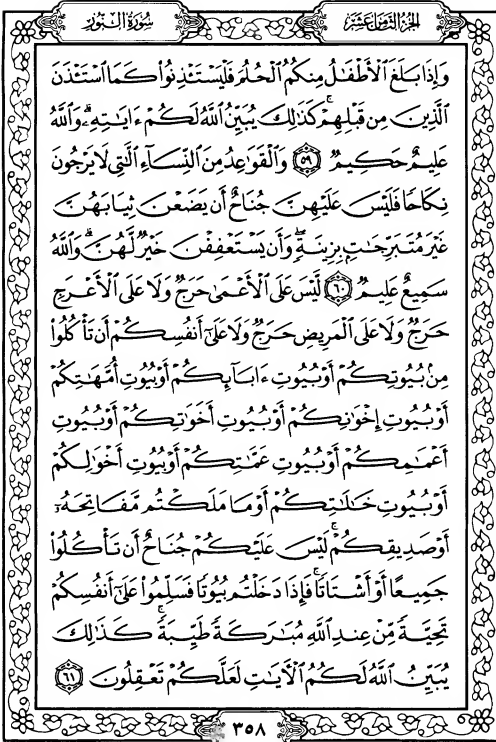 الجزء الثامن عشر
سورة النور
وَإِذَا بَلَغَ ٱلْأَطْفَٰلُ مِنكُمُ ٱلْحُلُمَ فَلْيَسْتَـْٔذِنُوا۟ كَمَا ٱسْتَـْٔذَنَ
ٱلَّذِينَ مِن قَبْلِهِمْ ۚ كَذَٰلِكَ يُبَيِّنُ ٱللَّهُ لَكُمْ ءَايَٰتِهِۦ ۗ وَٱللَّهُ
عَلِيمٌ حَكِيمٌ ٥٩ وَٱلْقَوَٰعِدُ مِنَ ٱلنِّسَآءِ ٱلَّٰتِى لَا يَرْجُونَ
نِكَاحًا فَلَيْسَ عَلَيْهِنَّ جُنَاحٌ أَن يَضَعْنَ ثِيَابَهُنَّ
غَيْرَ مُتَبَرِّجَٰتٍۭ بِزِينَةٍ ۖ وَأَن يَسْتَعْفِفْنَ خَيْرٌ لَّهُنَّ ۗ وَٱللَّهُ
سَمِيعٌ عَلِيمٌ ٦٠ لَّيْسَ عَلَى ٱلْأَعْمَىٰ حَرَجٌ وَلَا عَلَى ٱلْأَعْرَجِ
حَرَجٌ وَلَا عَلَى ٱلْمَرِيضِ حَرَجٌ وَلَا عَلَىٰٓ أَنفُسِكُمْ أَن تَأْكُلُوا۟
مِنۢ بُيُوتِكُمْ أَوْ بُيُوتِ ءَابَآئِكُمْ أَوْ بُيُوتِ أُمَّهَٰتِكُمْ
أَوْ بُيُوتِ إِخْوَٰنِكُمْ أَوْ بُيُوتِ أَخَوَٰتِكُمْ أَوْ بُيُوتِ
أَعْمَٰمِكُمْ أَوْ بُيُوتِ عَمَّٰتِكُمْ أَوْ بُيُوتِ أَخْوَٰلِكُمْ
أَوْ بُيُوتِ خَٰلَٰتِكُمْ أَوْ مَا مَلَكْتُم مَّفَاتِحَهُۥٓ
أَوْ صَدِيقِكُمْ ۚ لَيْسَ عَلَيْكُمْ جُنَاحٌ أَن تَأْكُلُوا۟
جَمِيعًا أَوْ أَشْتَاتًا ۚ فَإِذَا دَخَلْتُم بُيُوتًا فَسَلِّمُوا۟ عَلَىٰٓ أَنفُسِكُمْ
تَحِيَّةً مِّنْ عِندِ ٱللَّهِ مُبَٰرَكَةً طَيِّبَةً ۚ كَذَٰلِكَ
يُبَيِّنُ ٱللَّهُ لَكُمُ ٱلْءَايَٰتِ لَعَلَّكُمْ تَعْقِلُونَ ٦١
٣٥٨